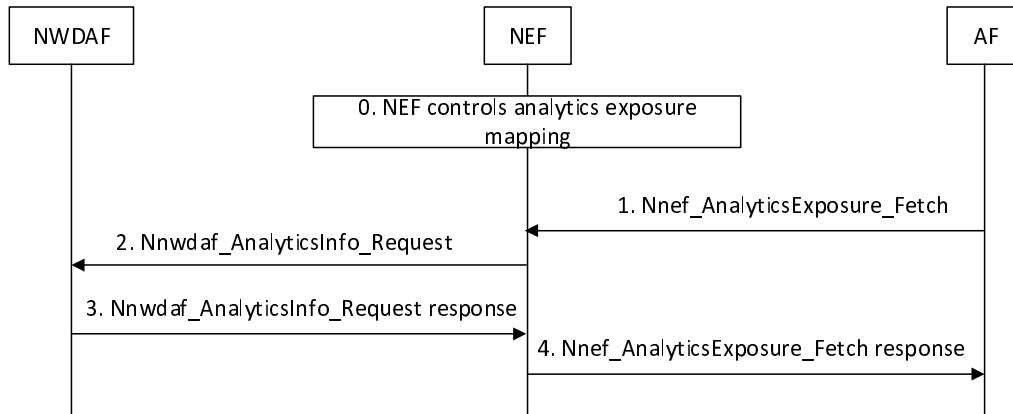 NWDAF
NEF
AF
0. NEF controls analytics exposure
mapping
1. Nnef_AnalyticsExposure_Fetch
2. Nnwdaf_AnalyticsInfo_Request
3. Nnwdaf_AnalyticsInfo_Request response
4. Nnef_AnalyticsExposure_Fetch response